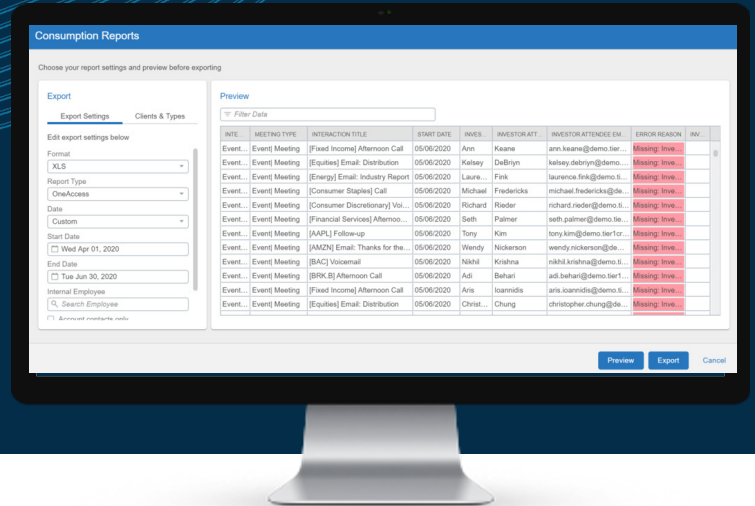 Consumption Reports
Choose your report settings and preview before exporting
Export
Export Settings Clients & Types
Edit export settings below
Format
XLS
Report Type
OneAccess
Date
Custom
Start Date
Wed Apr 01, 2020
End Date
Tue Jun 30, 2020
Internal Employee
Search Employee
Account contacts only
Preview
Filter Data
INTE... MEETING TYPE INTERACTION TITLE START DATE INVES... INVESTOR ATT... INVESTOR ATTENDEE EM... ERROR REASON INV...
Event... Event| Meeting [Fixed Income] Afternoon Call 05/06/2020 Ann Keane ann.keane@demo.tier... Missing: Inve...
Event... Event| Meeting [Equities] Email: Distribution 05/06/2020 Kelsey DeBriyn kelsey.debriyn@demo.... Missing: Inve...
Event... Event| Meeting [Energy] Email: Industry Report 05/06/2020 Laure... Fink laurence.fink@demo.ti... Missing: Inve...
Event... Event| Meeting [Consumer Staples] Call 05/06/2020 Michael Fredericks michael.fredericks@de... Missing: Inve...
Event... Event| Meeting [Consumer Discretionary] Voi... 05/06/2020 Richard Rieder richard.rieder@demo.ti... Missing: Inve...
Event... Event| Meeting [Financial Services] Afternoo... 05/06/2020 Seth Palmer seth.palmer@demo.tie... Missing: Inve...
Event... Event| Meeting [AAPL] Follow-up 05/06/2020 Tony Kim tony.kim@demo.tier1cr... Missing: Inve...
Event... Event| Meeting [AMZN] Email: Thanks for the... 05/06/2020 Wendy Nickerson wendy.nickerson@de... Missing: Inve...
Event... Event| Meeting [BAC] Voicemail 05/06/2020 Nikhil Krishna nikhil.krishna@demo.ti... Missing: Inve...
Event... Event| Meeting [BRK.B] Afternoon Call 05/06/2020 Adi Behari adi.behari@demo.tier1... Missing: Inve...
Event... Event| Meeting [Fixed Income] Afternoon Call 05/06/2020 Aris Ioannidis aris.ioannidis@demo.ti... Missing: Inve...
Event... Event| Meeting [Equities] Email: Distribution 05/06/2020 Christ... Chung christopher.chung@de... Missing: Inve...
Preview Export Cancel